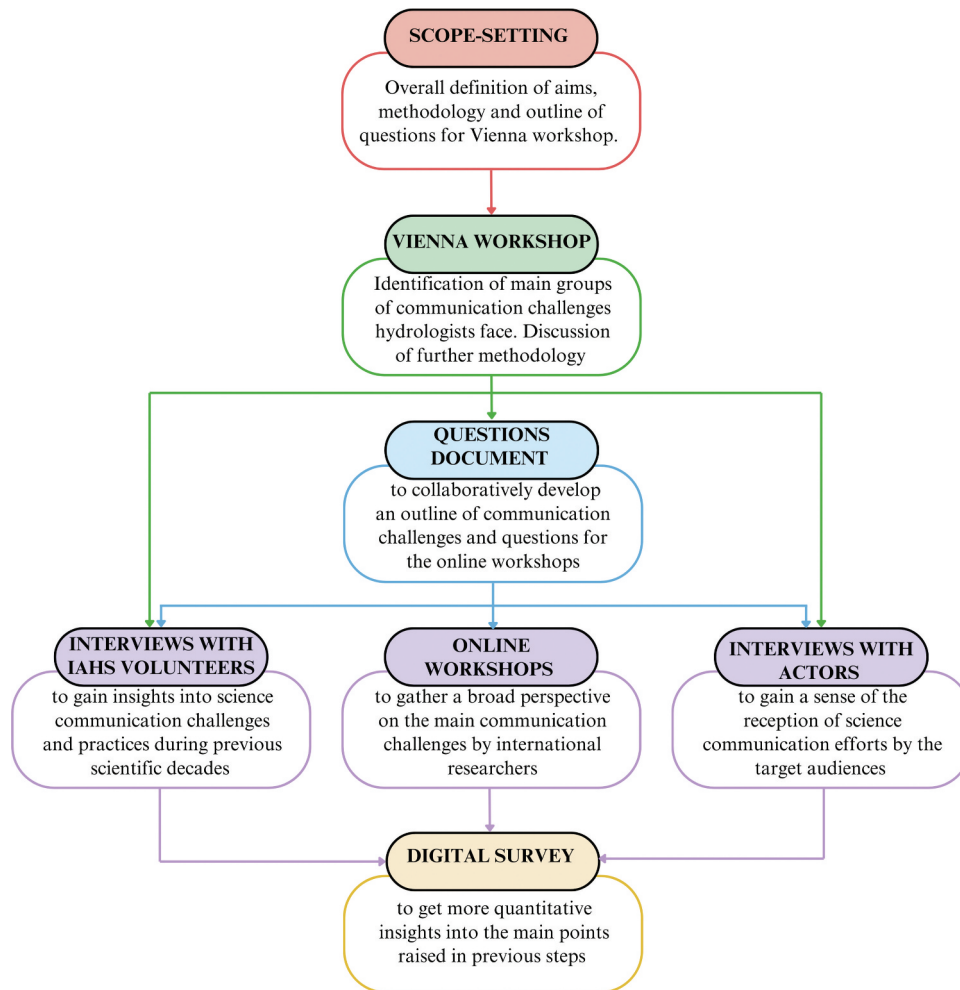 SCOPE-SETTING
Overall definition of aims,
methodology and outline of
questions for Vienna workshop.
VIENNA WORKSHOP
Identification of main groups
of communication challenges
hydrologists face. Discussion
of further methodology
QUESTIONS
DOCUMENT
to collaboratively develop
an outline of communication
challenges and questions for
the online workshops
INTERVIEWS WITH
IAHS VOLUNTEERS
to gain insights into science
communication challenges
and practices during previous
scientific decades
ONLINE
WORKSHOPS
to gather a broad perspective
on the main communication
challenges by international
researchers
INTERVIEWS WITH
ACTORS
to gain a sense of the
reception of science
communication efforts by the
target audiences
DIGITAL SURVEY
to get more quantitative
insights into the main points
raised in previous steps